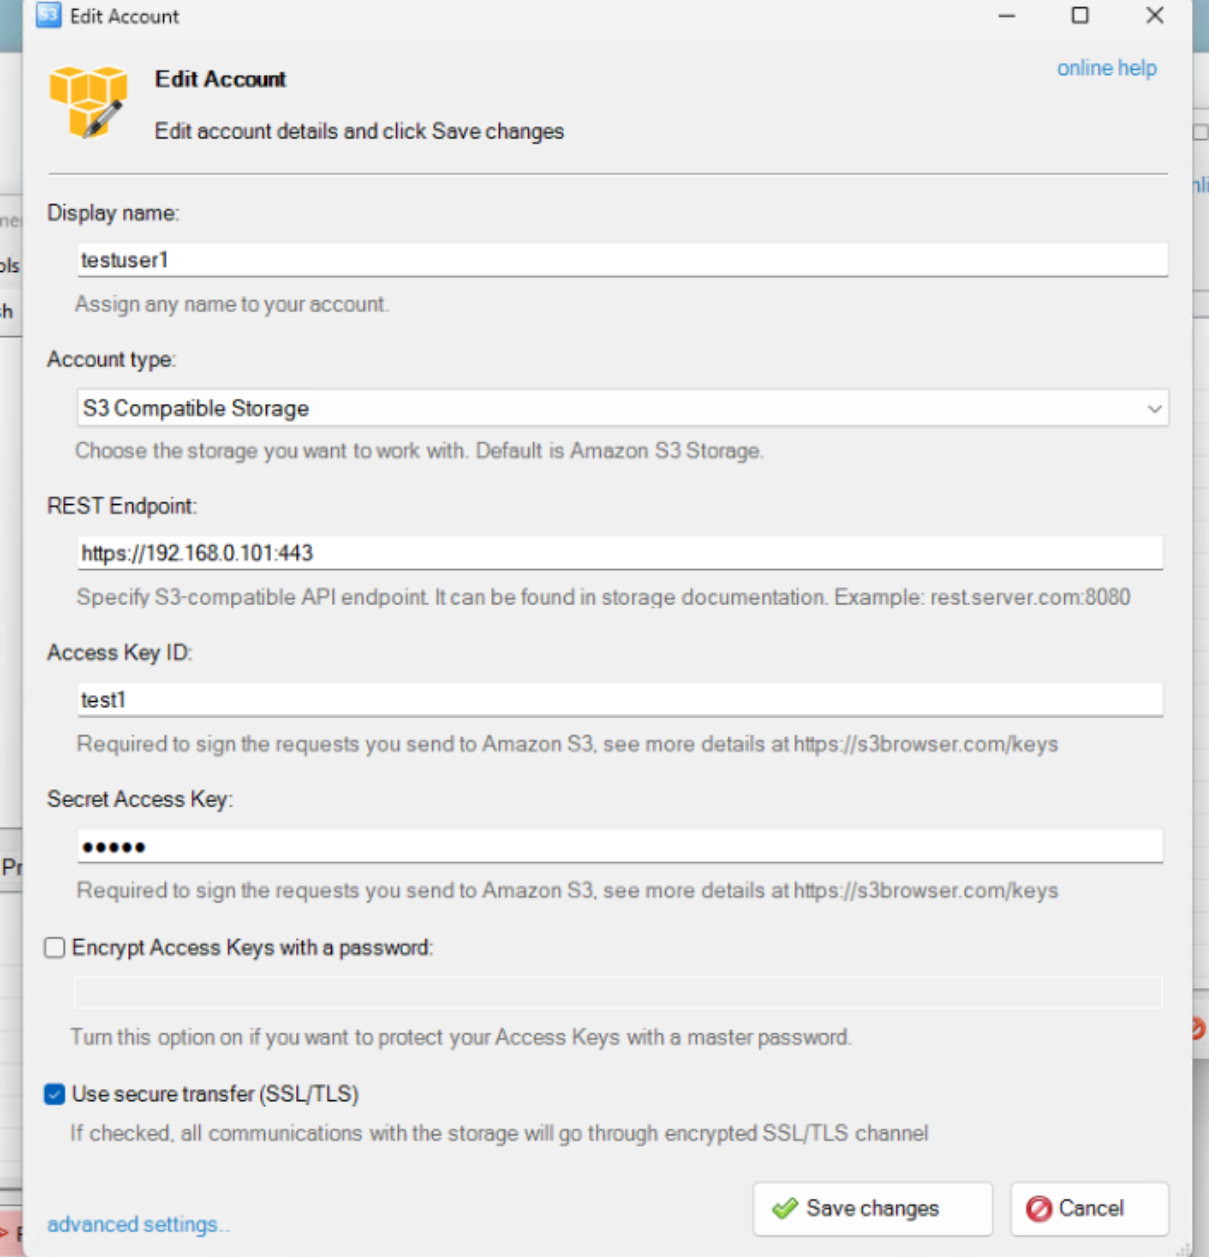 S3 Edit Account
Edit Account
online help
Edit account details and click Save changes
Display name:
testuser1
Assign any name to your account.
ols
Account type:
S3 Compatible Storage
Choose the storage you want to work with. Default is Amazon S3 Storage.
REST Endpoint:
https://192.168.0.101:443
Specify S3-compatible API endpoint. It can be found in storage documentation. Example: rest.server.com:8080
Access Key ID:
test1
Required to sign the requests you send to Amazon S3, see more details at https://s3browser.com/keys
Secret Access Key:
●●●●●
Pr
Required to sign the requests you send to Amazon S3, see more details at https://s3browser.com/keys
Encrypt Access Keys with a password:
Turn this option on if you want to protect your Access Keys with a master password.
Use secure transfer (SSL/TLS)
If checked, all communications with the storage will go through encrypted SSL/TLS channel
advanced settings..
Save changes
Cancel